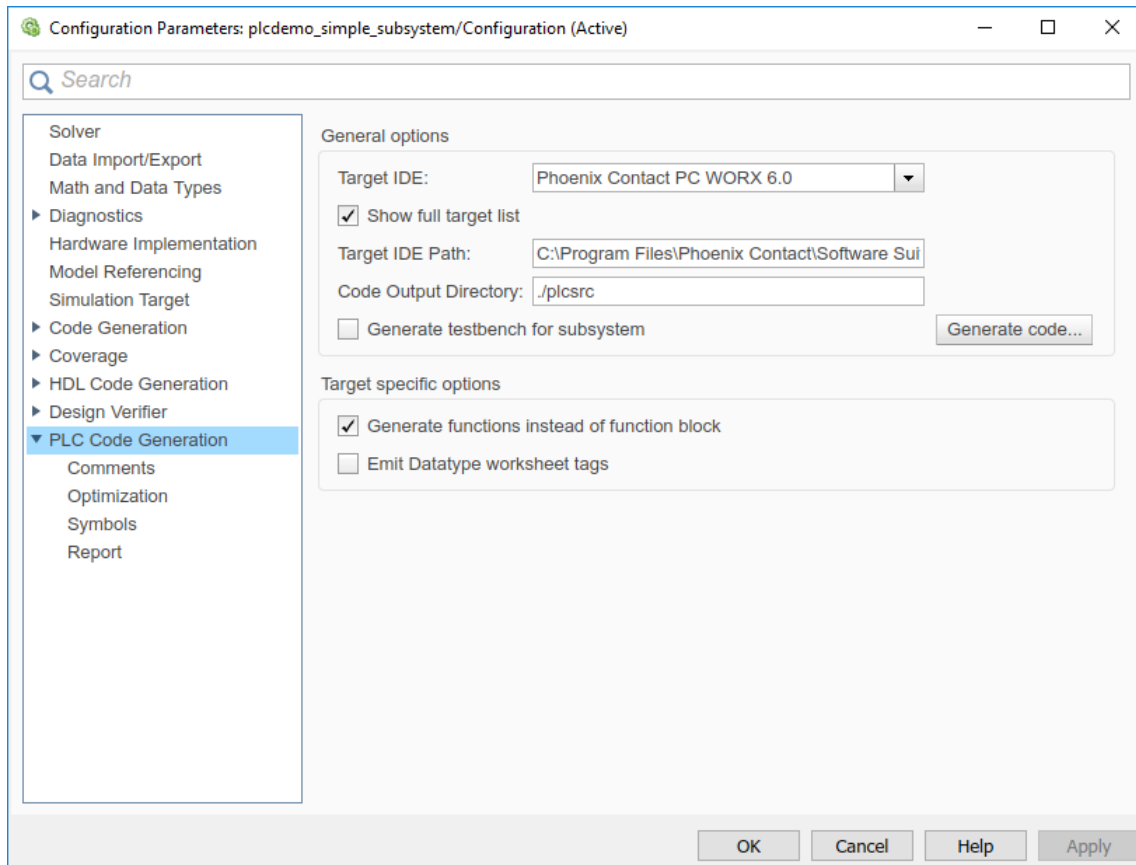 Configuration Parameters: plcdemo_simple_subsystem/Configuration (Active)
Search
Solver
Data Import/Export
Math and Data Types
Diagnostics
Hardware Implementation
Model Referencing
Simulation Target
Code Generation
Coverage
HDL Code Generation
Design Verifier
PLC Code Generation
Comments
Optimization
Symbols
Report
General options
Target IDE: Phoenix Contact PC WORX 6.0
Show full target list
Target IDE Path: C:\Program Files\Phoenix Contact\Software Sui
Code Output Directory: ./plcsrc
Generate testbench for subsystem Generate code...
Target specific options
Generate functions instead of function block
Emit Datatype worksheet tags
OK Cancel Help Apply